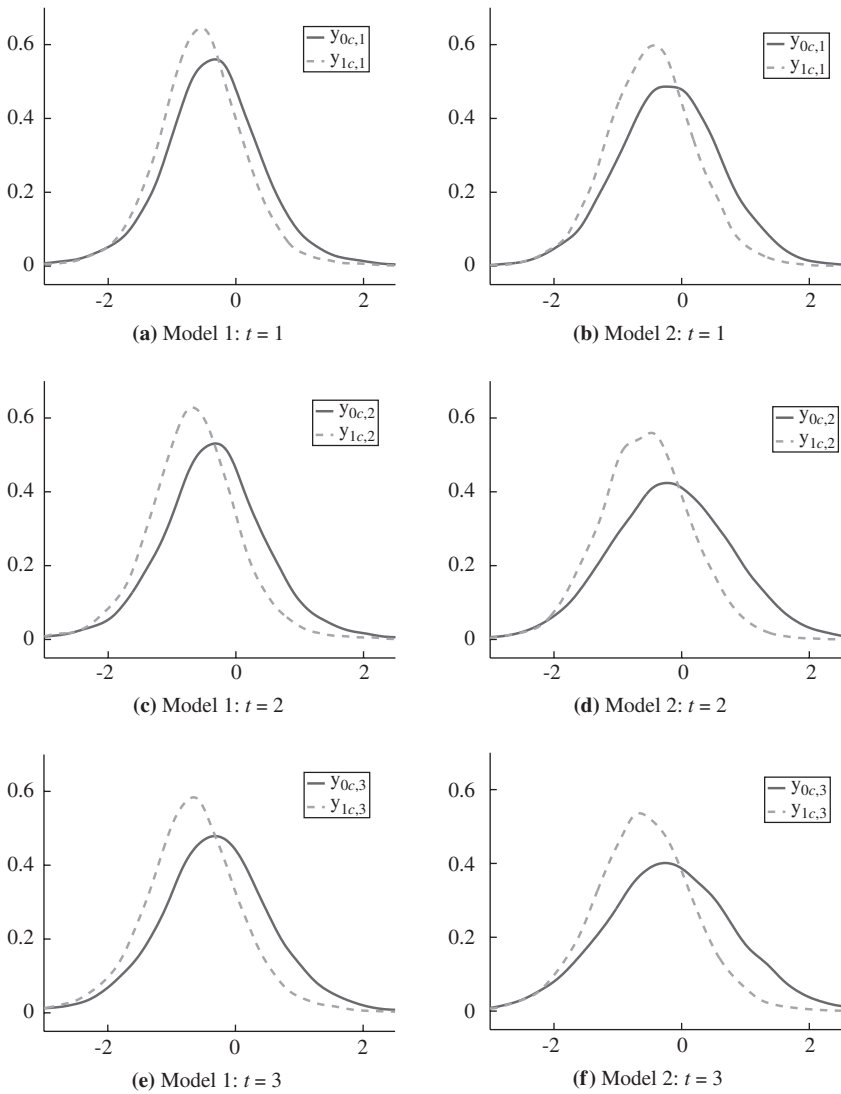 0.6
0.4
0.2
0
-2 0 2
y0c,1
y1c,1
(a) Model 1: t = 1
0.6
0.4
0.2
0
-2 0 2
y0c,1
y1c,1
(b) Model 2: t = 1
0.6
0.4
0.2
0
-2 0 2
y0c,2
y1c,2
(c) Model 1: t = 2
0.6
0.4
0.2
0
-2 0 2
y0c,2
y1c,2
(d) Model 2: t = 2
0.6
0.4
0.2
0
-2 0 2
y0c,3
y1c,3
(e) Model 1: t = 3
0.6
0.4
0.2
0
-2 0 2
y0c,3
y1c,3
(f) Model 2: t = 3